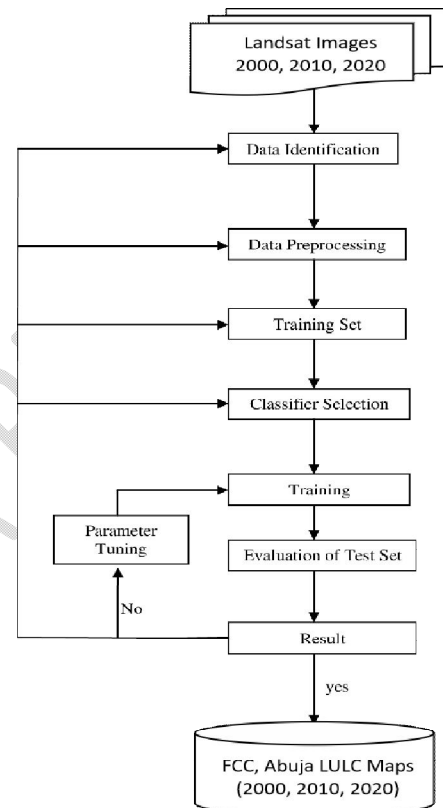 Landsat Images
2000, 2010, 2020
Data Identification
Data Preprocessing
Training Set
Classifier Selection
Training
Parameter
Tuning
Evaluation of Test Set
No
Result
yes
FCC, Abuja LULC Maps
(2000, 2010, 2020)